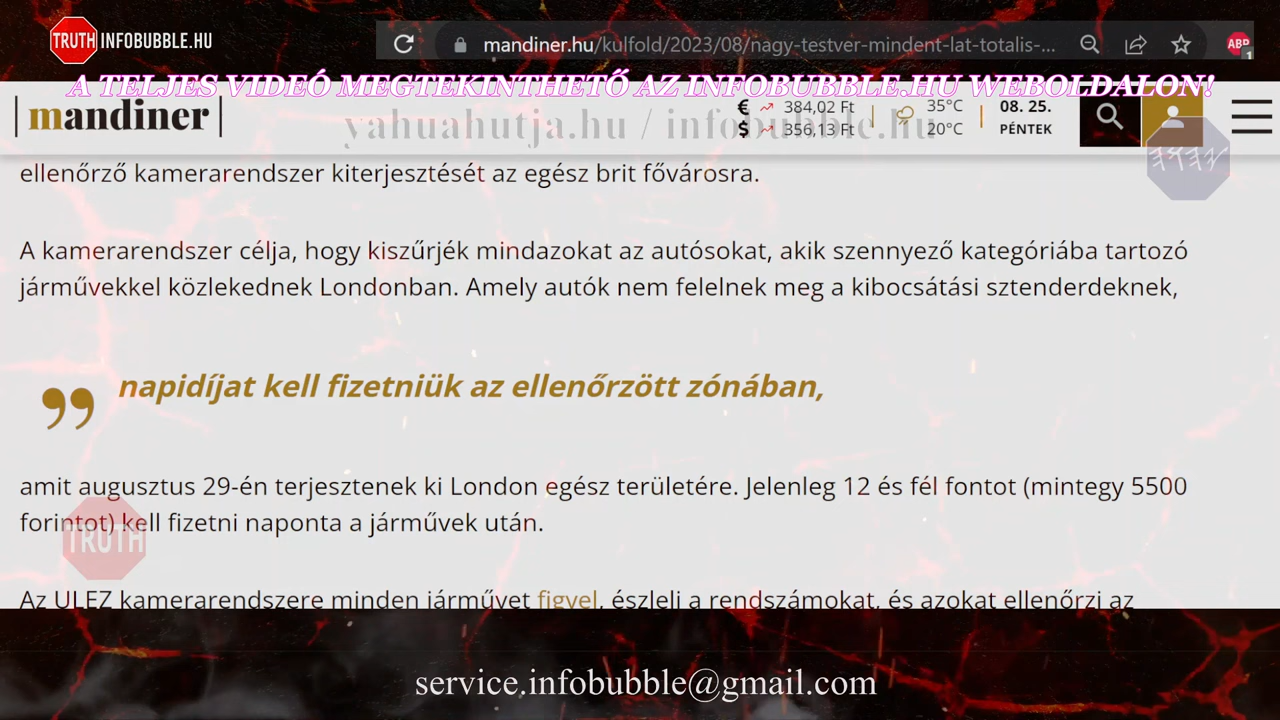 TRUTH INFOBUBBLE.HU
mandiner.hu/kulfold/2023/08/nagy-testver-mindent-lat-totalis-...
ABP
1
A TELJES VIDEÓ MEGTEKINTHETŐ AZ INFOBUBBLE.HU WEBOLDALON!
|mandiner|
yahuahutja.hu / infobubble.hu
€ 384,02 Ft
$ 356,13 Ft
35°C
20°C
08. 25.
PÉNTEK
ellenőrző kamerarendszer kiterjesztését az egész brit fővárosra.
A kamerarendszer célja, hogy kiszűrjék mindazokat az autósokat, akik szennyező kategóriába tartozó
járművekkel közlekednek Londonban. Amely autók nem felelnek meg a kibocsátási sztenderdeknek,
” napidíjat kell fizetniük az ellenőrzött zónában,
amit augusztus 29-én terjesztenek ki London egész területére. Jelenleg 12 és fél fontot (mintegy 5500
forintot) kell fizetni naponta a járművek után.
TRUTH
Az ULEZ kamerarendszere minden járművet figyel, észleli a rendszámokat, és azokat ellenőrzi az
service.infobubble@gmail.com